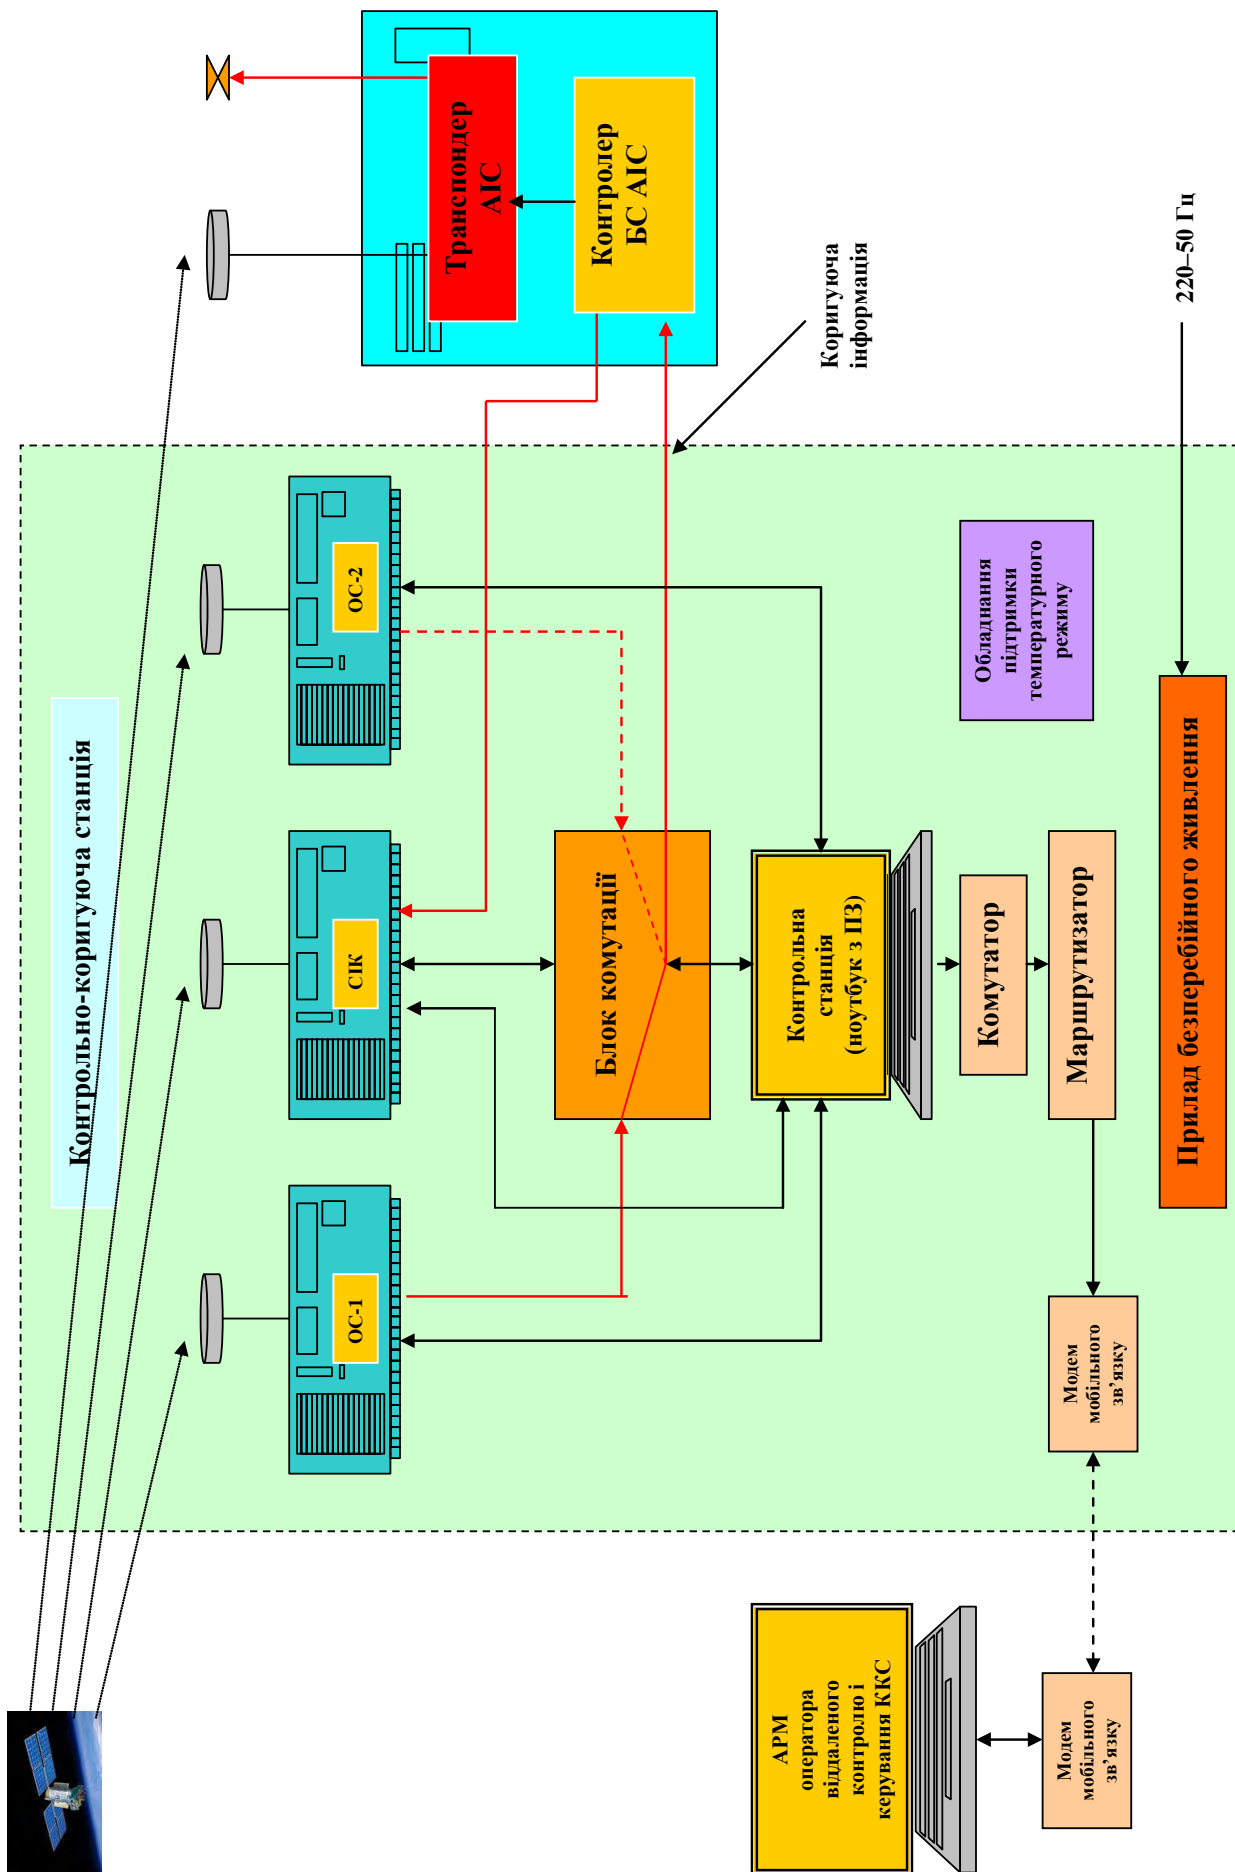 Контрольно-коригуюча станція
ОС-1
СІК
ОС-2
Транспондер
АІС
Контролер
БС АІС
Коригуюча
інформація
Блок комутації
Контрольна
станція
(ноутбук з ПЗ)
Обладнання
підтримки
температурного
режиму
Комутатор
Маршрутизатор
220–50 Гц
Прилад безперебійного живлення
АРМ
оператора
віддаленого
контролю і
керування ККС
Модем
мобільного
зв’язку
Модем
мобільного
зв’язку